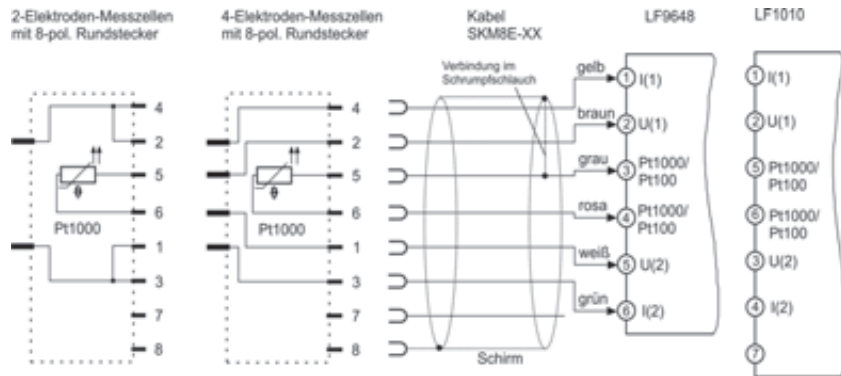 2-Elektroden-Messzellen
mit 8-pol. Rundstecker
4
2
5
6
Pt1000
1
3
7
8
ϑ
4-Elektroden-Messzellen
mit 8-pol. Rundstecker
4
2
5
6
Pt1000
1
3
7
8
ϑ
Kabel
SKM8E-XX
Verbindung im
Schrumpfschlauch
gelb
braun
grau
rosa
weiß
grün
Schirm
LF9648
1 I(1)
2 U(1)
3 Pt1000/
Pt100
4 Pt1000/
Pt100
5 U(2)
6 I(2)
LF1010
1 I(1)
2 U(1)
5 Pt1000/
Pt100
6 Pt1000/
Pt100
3 U(2)
4 I(2)
7